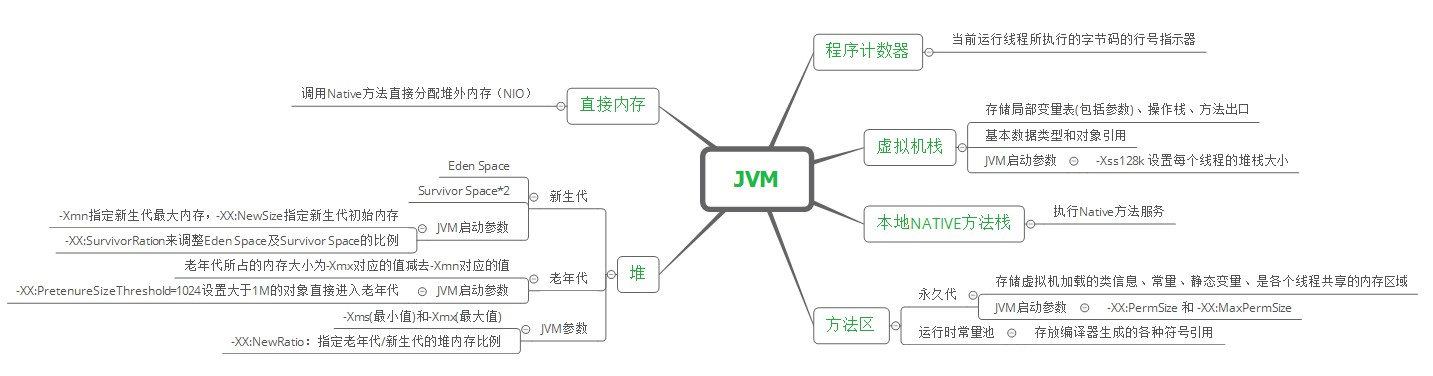 JVM
程序计数器
当前运行线程所执行的字节码的行号指示器
虚拟机栈
存储局部变量表(包括参数)、操作栈、方法出口
基本数据类型和对象引用
JVM启动参数
-Xss128k 设置每个线程的堆栈大小
本地NATIVE方法栈
执行Native方法服务
方法区
永久代
存储虚拟机加载的类信息、常量、静态变量、是各个线程共享的内存区域
JVM启动参数
-XX:PermSize 和 -XX:MaxPermSize
运行时常量池
存放编译器生成的各种符号引用
直接内存
调用Native方法直接分配堆外内存（NIO）
堆
新生代
Eden Space
Survivor Space*2
JVM启动参数
-Xmn指定新生代最大内存，-XX:NewSize指定新生代初始内存
-XX:SurvivorRation来调整Eden Space及Survivor Space的比例
老年代
老年代所占的内存大小为-Xmx对应的值减去-Xmn对应的值
JVM启动参数
-XX:PretenureSizeThreshold=1024设置大于1M的对象直接进入老年代
JVM参数
-Xms(最小值)和-Xmx(最大值)
-XX:NewRatio：指定老年代/新生代的堆内存比例